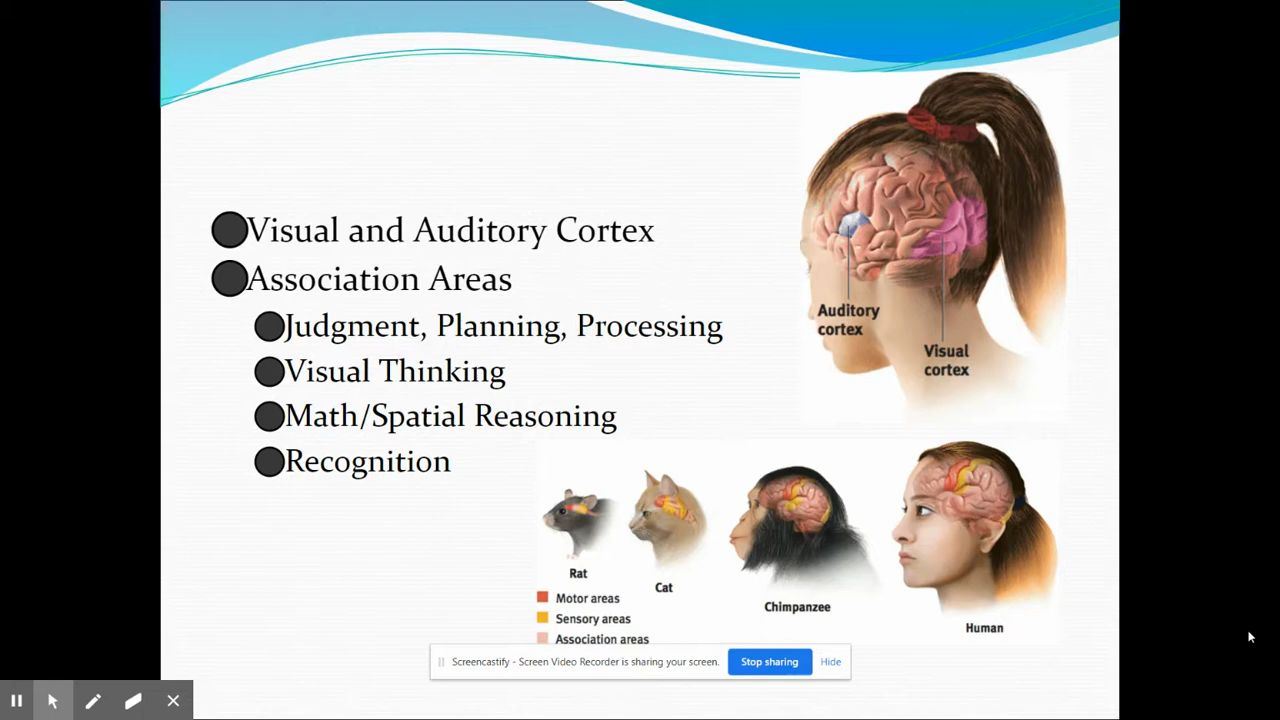 Visual and Auditory Cortex
Association Areas
Judgment, Planning, Processing
Visual Thinking
Math/Spatial Reasoning
Recognition
Auditory
cortex
Visual
cortex
Rat
Cat
Chimpanzee
Human
Motor areas
Sensory areas
Association areas
Screencastify - Screen Video Recorder is sharing your screen.
Stop sharing
Hide